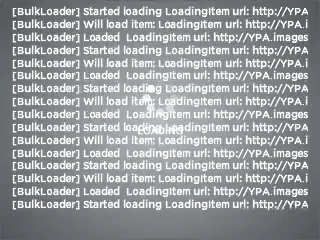 [BulkLoader] Started loading LoadingItem url: http://YPA
[BulkLoader] Will load item: LoadingItem url: http://YPA.i
[BulkLoader] Loaded  LoadingItem url: http://YPA.images
[BulkLoader] Started loading LoadingItem url: http://YPA
[BulkLoader] Will load item: LoadingItem url: http://YPA.i
[BulkLoader] Loaded  LoadingItem url: http://YPA.images
[BulkLoader] Started loading LoadingItem url: http://YPA
[BulkLoader] Will load item: LoadingItem url: http://YPA.i
[BulkLoader] Loaded  LoadingItem url: http://YPA.images
[BulkLoader] Started loading LoadingItem url: http://YPA
LOADING
[BulkLoader] Will load item: LoadingItem url: http://YPA.i
[BulkLoader] Loaded  LoadingItem url: http://YPA.images
[BulkLoader] Started loading LoadingItem url: http://YPA
[BulkLoader] Will load item: LoadingItem url: http://YPA.i
[BulkLoader] Loaded  LoadingItem url: http://YPA.images
[BulkLoader] Started loading LoadingItem url: http://YPA